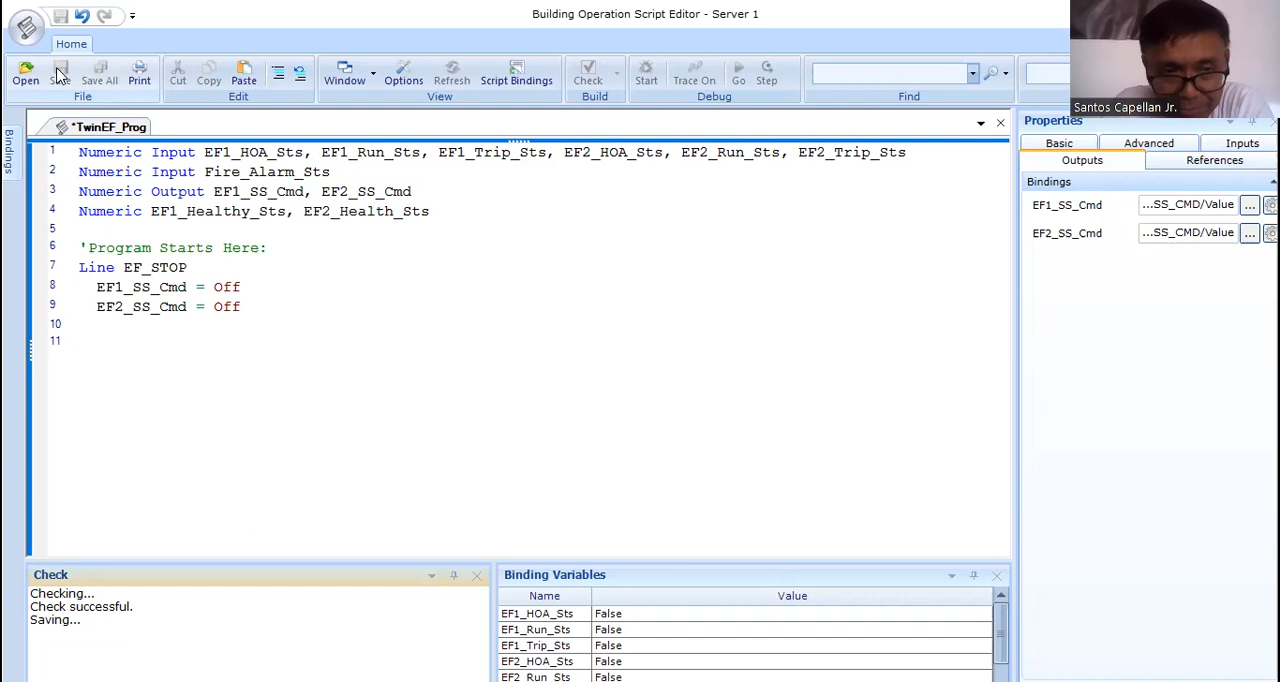 Building Operation Script Editor - Server 1
Home
Open Save Save All Print Cut Copy Paste Window Options Refresh Script Bindings Check Start Trace On Go Step
File Edit View Build Debug Find
Santos Capellan Jr.
Bindings
*TwinEF_Prog
1 Numeric Input EF1_HOA_Sts, EF1_Run_Sts, EF1_Trip_Sts, EF2_HOA_Sts, EF2_Run_Sts, EF2_Trip_Sts
2 Numeric Input Fire_Alarm_Sts
3 Numeric Output EF1_SS_Cmd, EF2_SS_Cmd
4 Numeric EF1_Healthy_Sts, EF2_Health_Sts
5
6 'Program Starts Here:
7 Line EF_STOP
8 EF1_SS_Cmd = Off
9 EF2_SS_Cmd = Off
10
11
Properties
Basic Advanced Inputs
Outputs References
Bindings
EF1_SS_Cmd ...SS_CMD/Value ...
EF2_SS_Cmd ...SS_CMD/Value ...
Check
Checking...
Check successful.
Saving...
Binding Variables
Name Value
EF1_HOA_Sts False
EF1_Run_Sts False
EF1_Trip_Sts False
EF2_HOA_Sts False
EF2_Run_Sts False